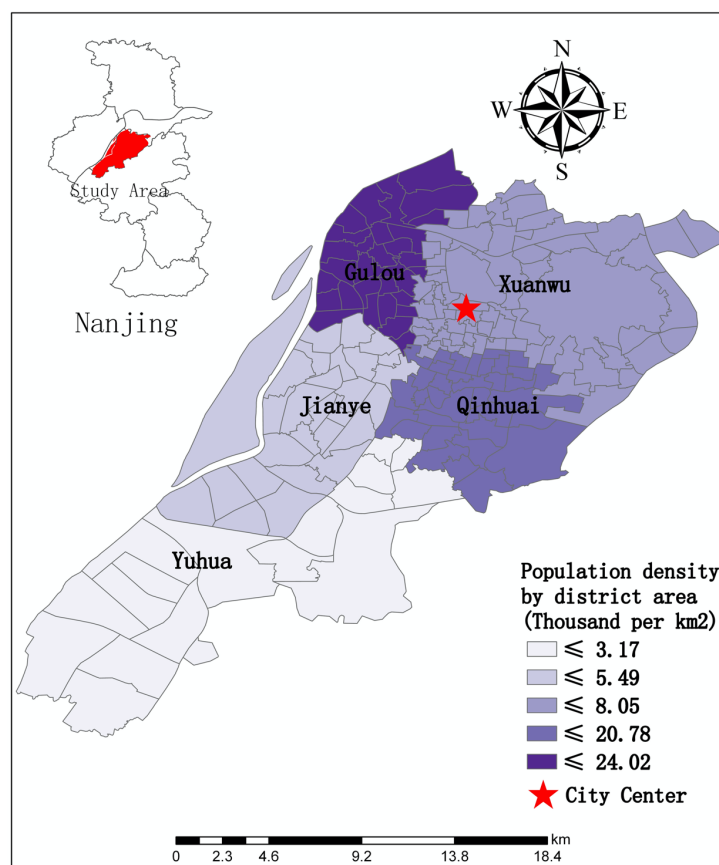 N
W E
S
Study Area
Nanjing
Gulou
Xuanwu
Jianye
Qinhuai
Yuhua
Population density
by district area
(Thousand per km2)
≤ 3.17
≤ 5.49
≤ 8.05
≤ 20.78
≤ 24.02
City Center
km
0 2.3 4.6 9.2 13.8 18.4